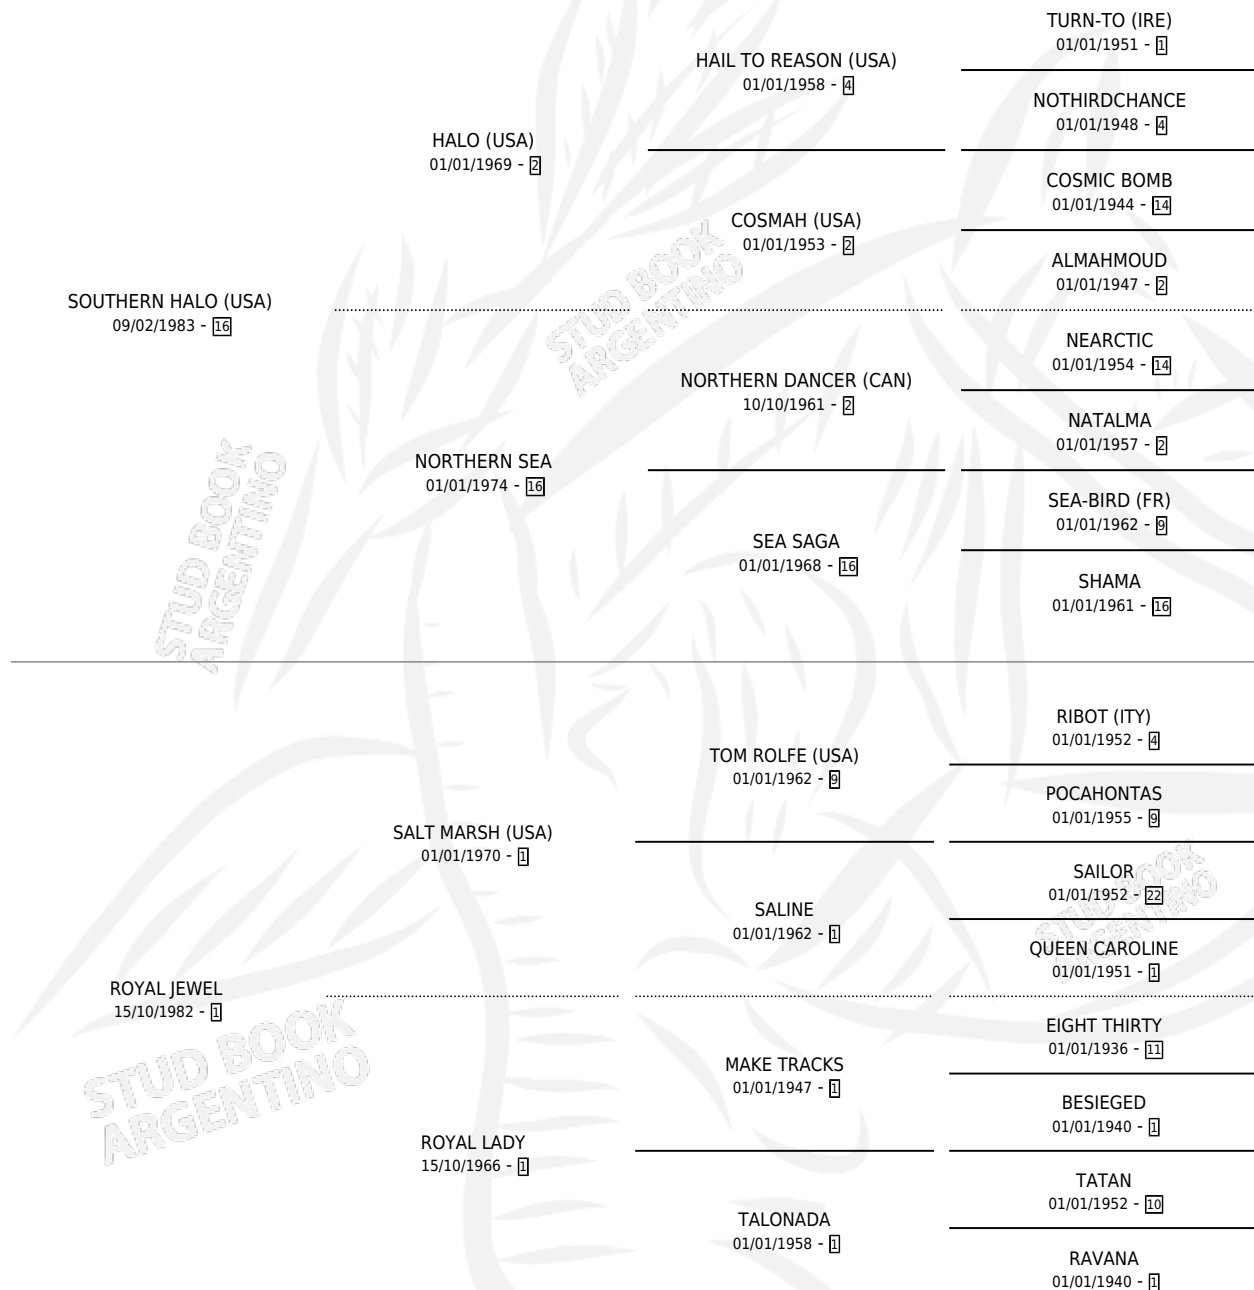 TURN-TO (IRE)
01/01/1951 - 1
HAIL TO REASON (USA)
01/01/1958 - 4
NOTHIRDCHANCE
01/01/1948 - 4
HALO (USA)
01/01/1969 - 2
COSMIC BOMB
01/01/1944 - 14
COSMAH (USA)
01/01/1953 - 2
ALMAHMOUD
01/01/1947 - 2
SOUTHERN HALO (USA)
09/02/1983 - 16
NEARCTIC
01/01/1954 - 14
NORTHERN DANCER (CAN)
10/10/1961 - 2
NATALMA
01/01/1957 - 2
NORTHERN SEA
01/01/1974 - 16
SEA-BIRD (FR)
01/01/1962 - 9
SEA SAGA
01/01/1968 - 16
SHAMA
01/01/1961 - 16
RIBOT (ITY)
01/01/1952 - 4
TOM ROLFE (USA)
01/01/1962 - 9
POCAHONTAS
01/01/1955 - 9
SALT MARSH (USA)
01/01/1970 - 1
SAILOR
01/01/1952 - 22
SALINE
01/01/1962 - 1
QUEEN CAROLINE
01/01/1951 - 1
ROYAL JEWEL
15/10/1982 - 1
EIGHT THIRTY
01/01/1936 - 11
MAKE TRACKS
01/01/1947 - 1
BESIEGED
01/01/1940 - 1
ROYAL LADY
15/10/1966 - 1
TATAN
01/01/1952 - 10
TALONADA
01/01/1958 - 1
RAVANA
01/01/1940 - 1
STUD BOOK
ARGENTINO
STUD BOOK
ARGENTINO
STUD BOOK
ARGENTINO
STUD BOOK
ARGENTINO